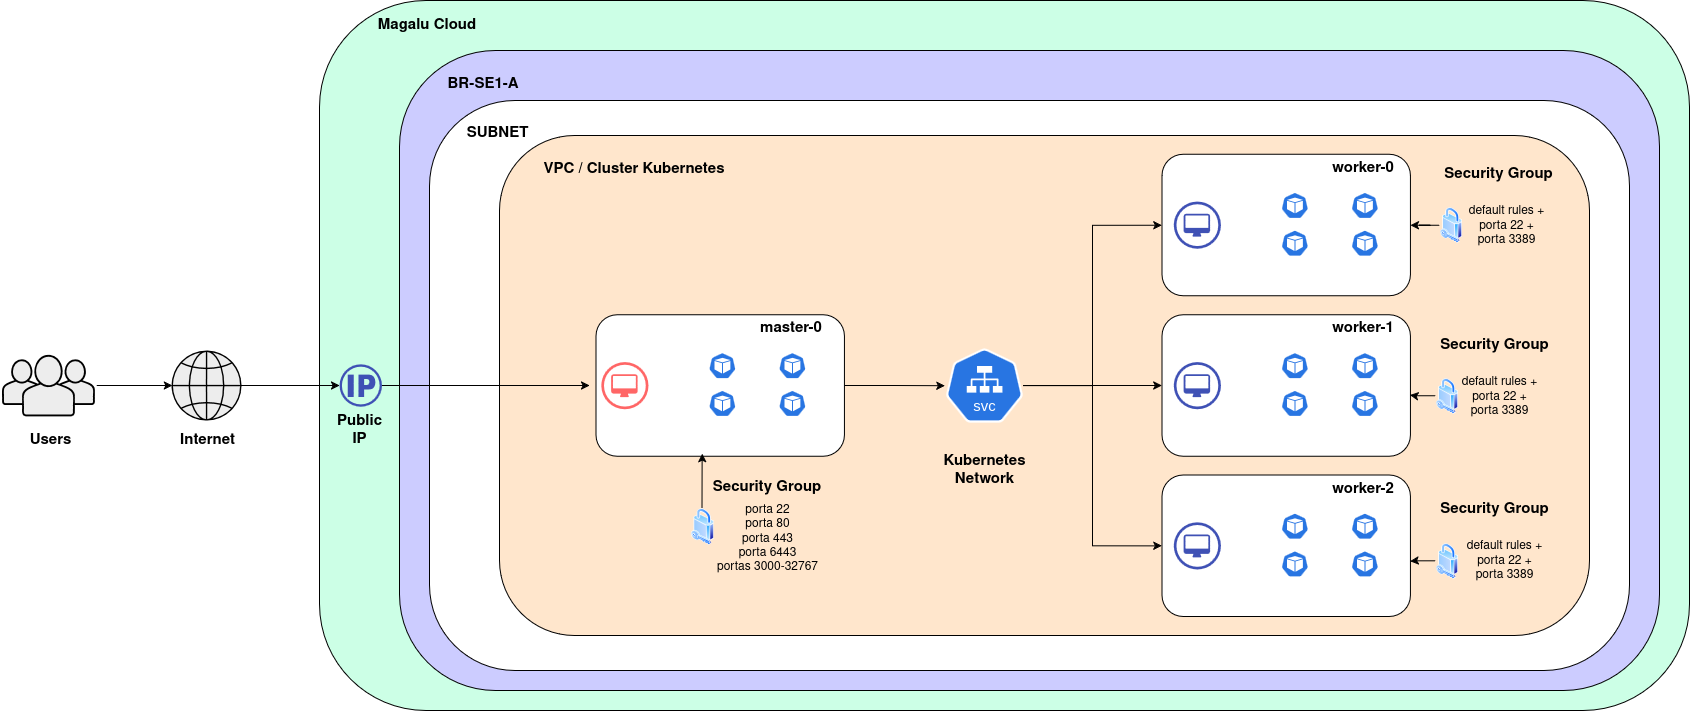 Magalu Cloud
BR-SE1-A
SUBNET
VPC / Cluster Kubernetes
Users
Internet
IP
Public
IP
master-0
Security Group
porta 22
porta 80
porta 443
porta 6443
portas 3000-32767
svc
Kubernetes
Network
worker-0
Security Group
default rules +
porta 22 +
porta 3389
worker-1
Security Group
default rules +
porta 22 +
porta 3389
worker-2
Security Group
default rules +
porta 22 +
porta 3389